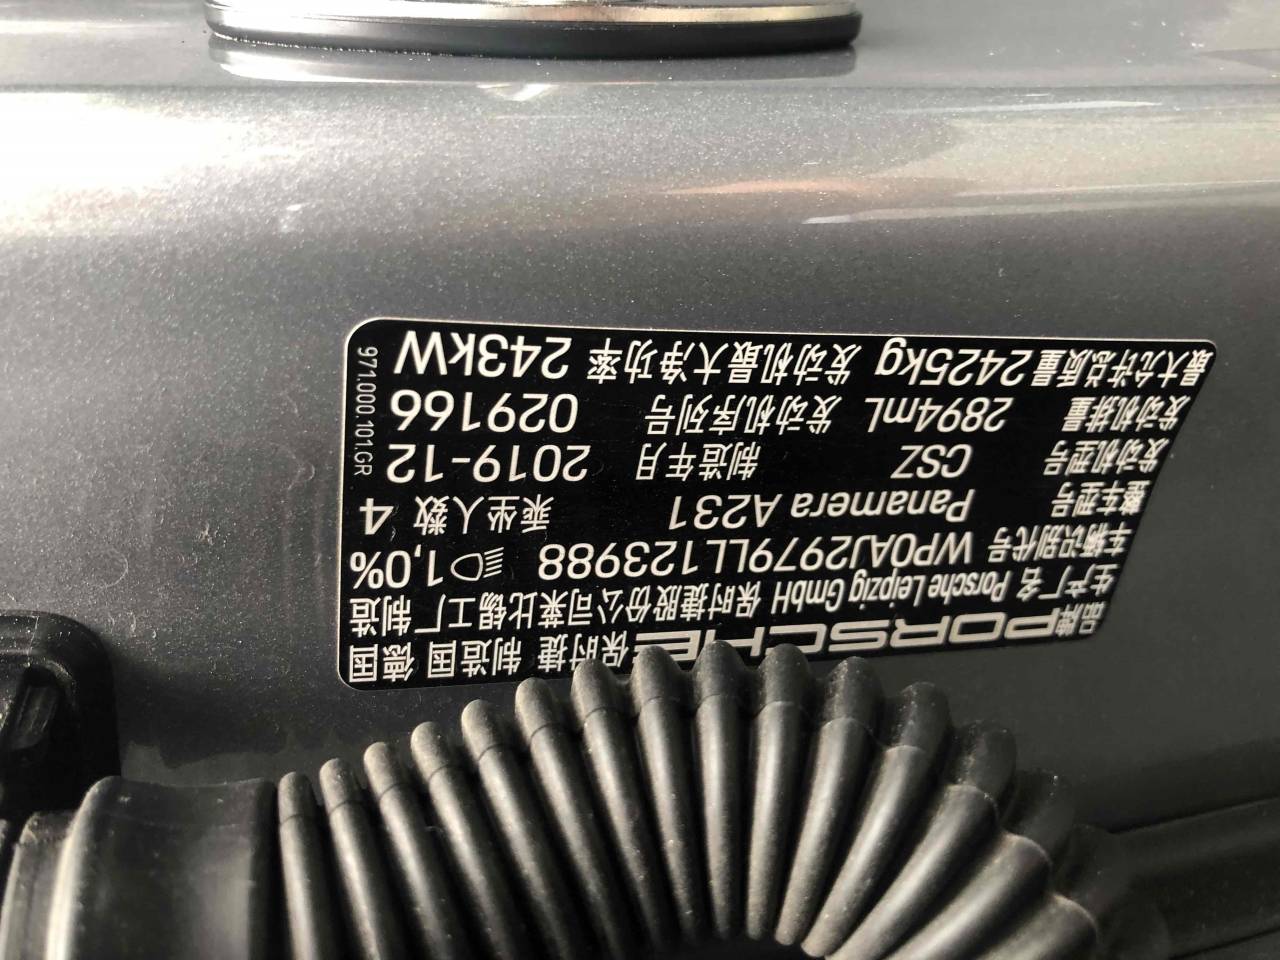 品牌 PORSCHE 保时捷 制造国 德国
生产厂名 Porsche Leipzig GmbH 保时捷股份公司莱比锡工厂制造
车辆识别代号 WP0AJ2979LL123988 1,0%
整车型号 Panamera A231 乘坐人数 4
发动机型号 CSZ 制造年月 2019-12
发动机排量 2894mL 发动机序列号 029166
最大允许总质量 2425kg 发动机最大净功率 243kW
971.000.101.GR